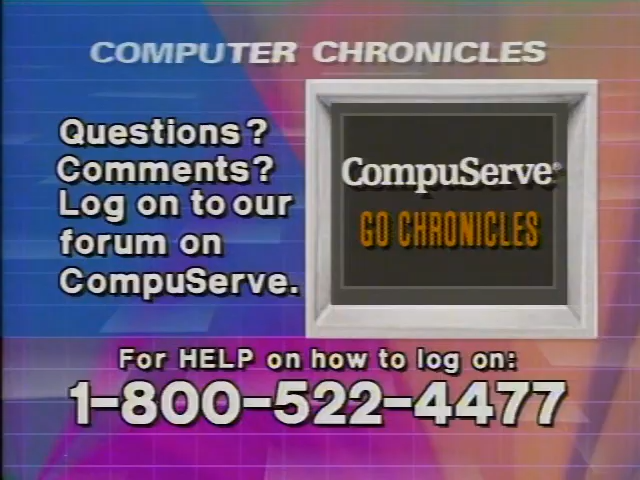 COMPUTER CHRONICLES
Questions?
Comments?
Log on to our
forum on
CompuServe.
CompuServe®
GO CHRONICLES
For HELP on how to log on:
1-800-522-4477